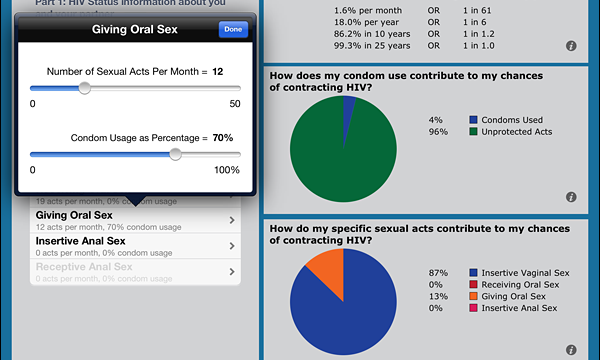 Part 1: HIV Status Information about you
Giving Oral Sex
Done
Number of Sexual Acts Per Month = 12
0
50
Condom Usage as Percentage = 70%
0
100%
19 acts per month, 0% condom usage
Giving Oral Sex
12 acts per month, 70% condom usage
Insertive Anal Sex
0 acts per month, 0% condom usage
Receptive Anal Sex
0 acts per month, 0% condom usage
1.6% per month OR 1 in 61
18.0% per year OR 1 in 6
86.2% in 10 years OR 1 in 1.2
99.3% in 25 years OR 1 in 1.0
i
How does my condom use contribute to my chances
of contracting HIV?
4% Condoms Used
96% Unprotected Acts
i
How do my specific sexual acts contribute to my chances
of contracting HIV?
87% Insertive Vaginal Sex
0% Receiving Oral Sex
13% Giving Oral Sex
0% Insertive Anal Sex
i